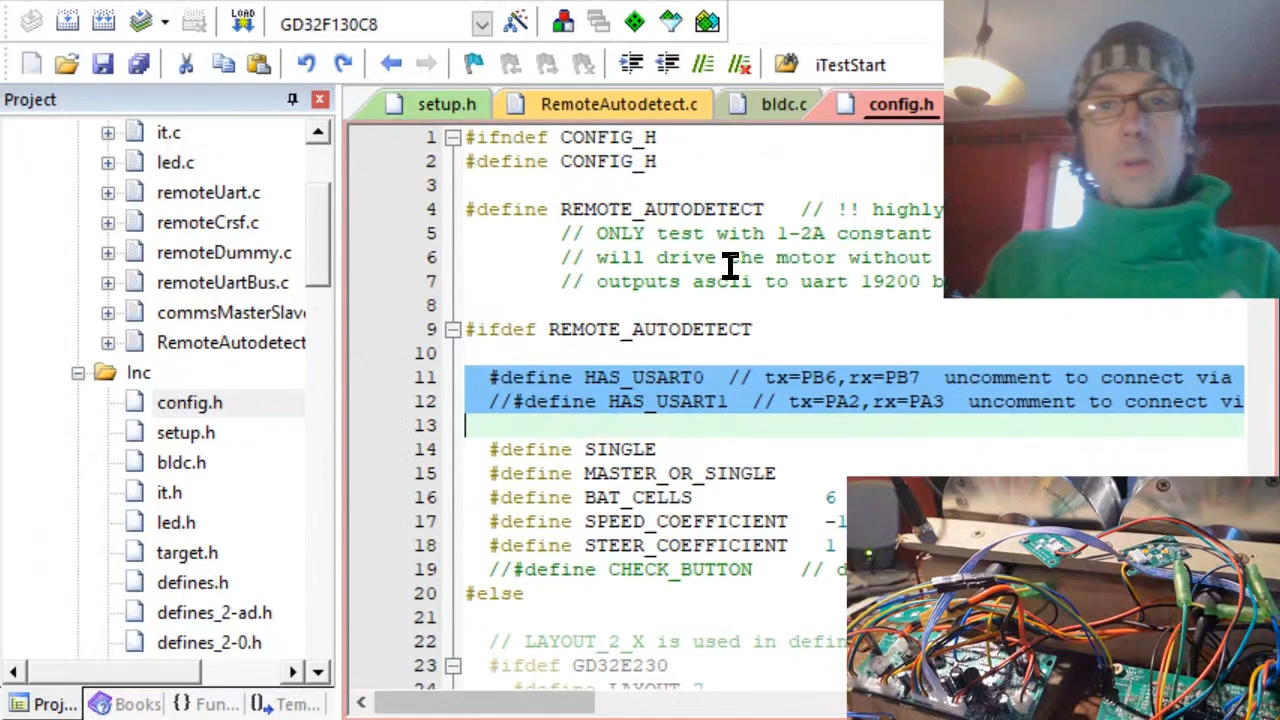 LOAD
GD32F130C8
iTestStart
Project
it.c
led.c
remoteUart.c
remoteCrsf.c
remoteDummy.c
remoteUartBus.c
commsMasterSlav
RemoteAutodetect
Inc
config.h
setup.h
bldc.h
it.h
led.h
target.h
defines.h
defines_2-ad.h
defines_2-0.h
Proj...
Books
{} Fun...
Tem...
setup.h
RemoteAutodetect.c
bldc.c
config.h
1 #ifndef CONFIG_H
2 #define CONFIG_H
3
4 #define REMOTE_AUTODETECT // !! highly
5 // ONLY test with 1-2A constant
6 // will drive the motor without
7 // outputs ascii to uart 19200 b
8
9 #ifdef REMOTE_AUTODETECT
10
11 #define HAS_USART0 // tx=PB6,rx=PB7 uncomment to connect via
12 //#define HAS_USART1 // tx=PA2,rx=PA3 uncomment to connect vi
13
14 #define SINGLE
15 #define MASTER_OR_SINGLE
16 #define BAT_CELLS 6
17 #define SPEED_COEFFICIENT -1
18 #define STEER_COEFFICIENT 1
19 //#define CHECK_BUTTON // d
20 #else
21
22 // LAYOUT_2_X is used in defin
23 #ifdef GD32E230
24 #define LAYOUT